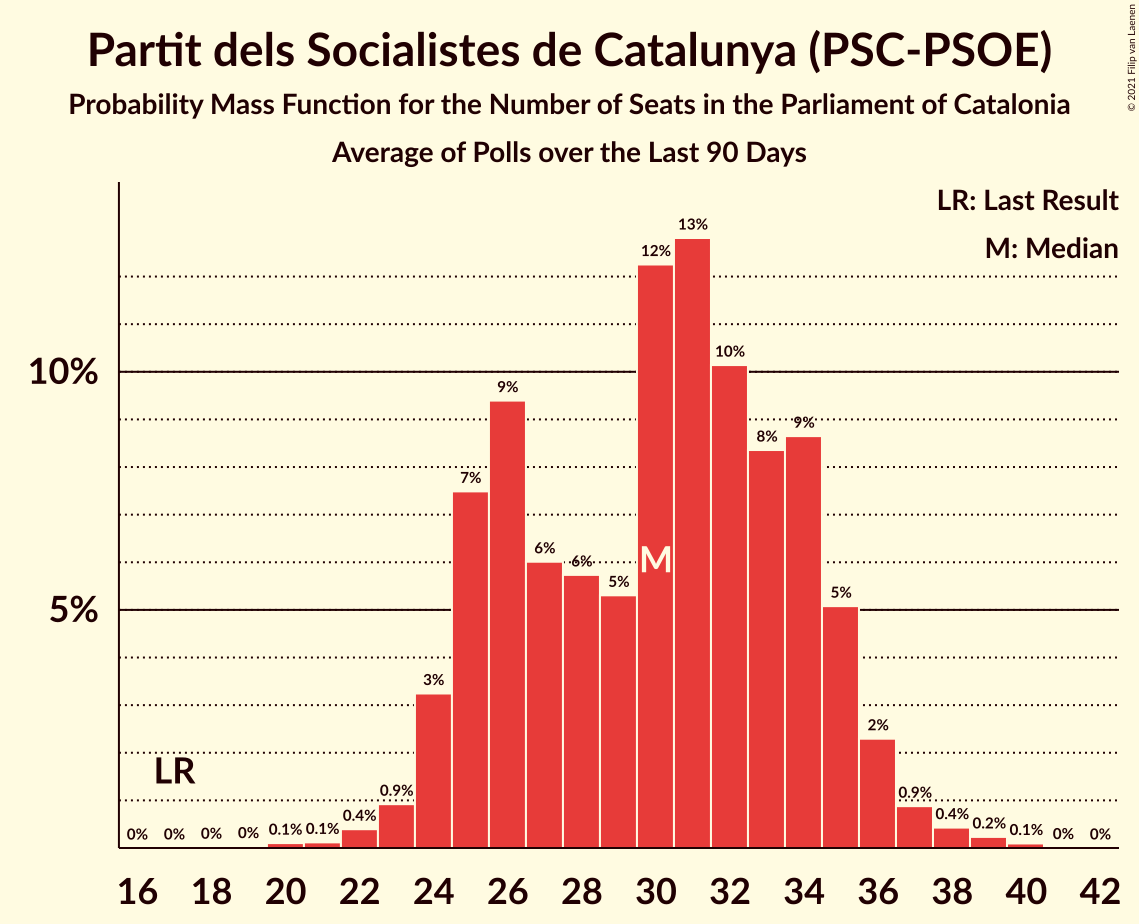 Partit dels Socialistes de Catalunya (PSC-PSOE)
Probability Mass Function for the Number of Seats in the Parliament of Catalonia
Average of Polls over the Last 90 Days
© 2021 Filip van Laenen
LR: Last Result
M: Median
10%
5%
0% 0% 0% 0% 0.1% 0.1% 0.4% 0.9% 3% 7% 9% 6% 6% 5% 12% 13% 10% 8% 9% 5% 2% 0.9% 0.4% 0.2% 0.1% 0% 0%
LR
M
16 18 20 22 24 26 28 30 32 34 36 38 40 42